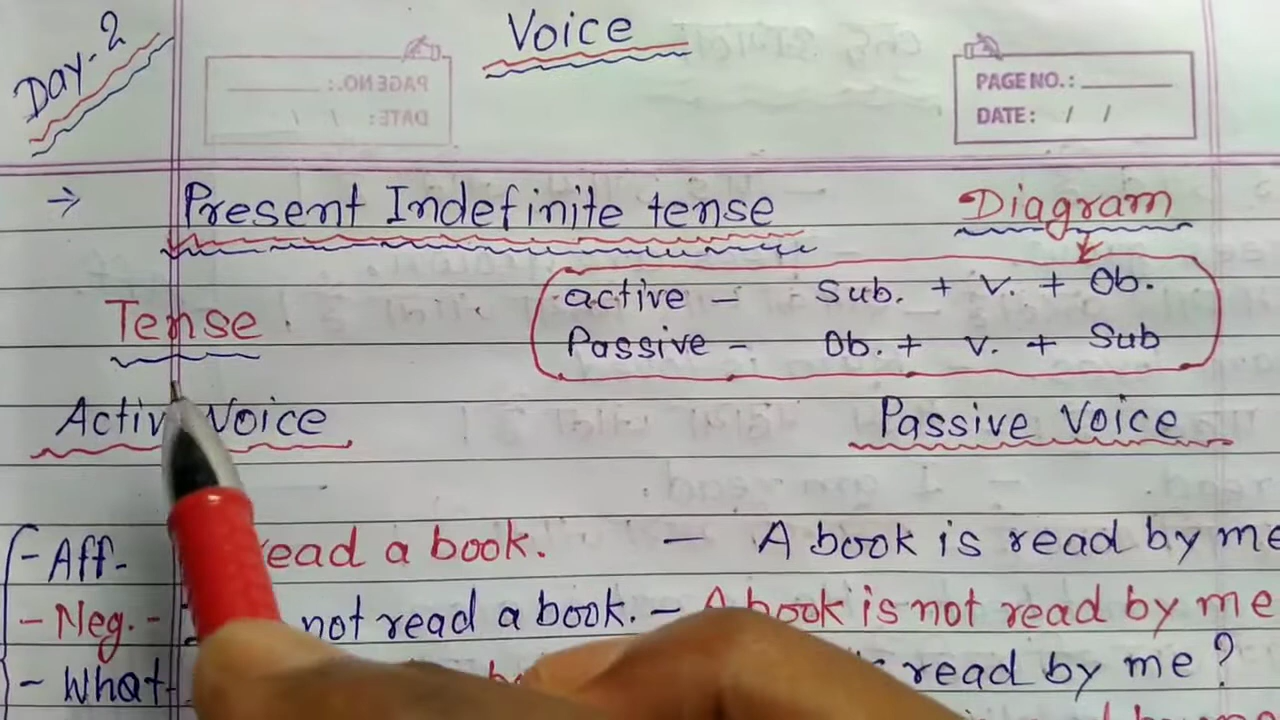 Day-2
Voice
PAGE NO.:
DATE: / /
PAGE NO.:
DATE: / /
→ Present Indefinite tense
Diagram
active - Sub. + V. + Ob.
Passive - Ob. + V. + Sub
Tense
Active Voice
Passive Voice
- Aff. read a book. - A book is read by me
- Neg. - not read a book. - A book is not read by me
- What read by me?